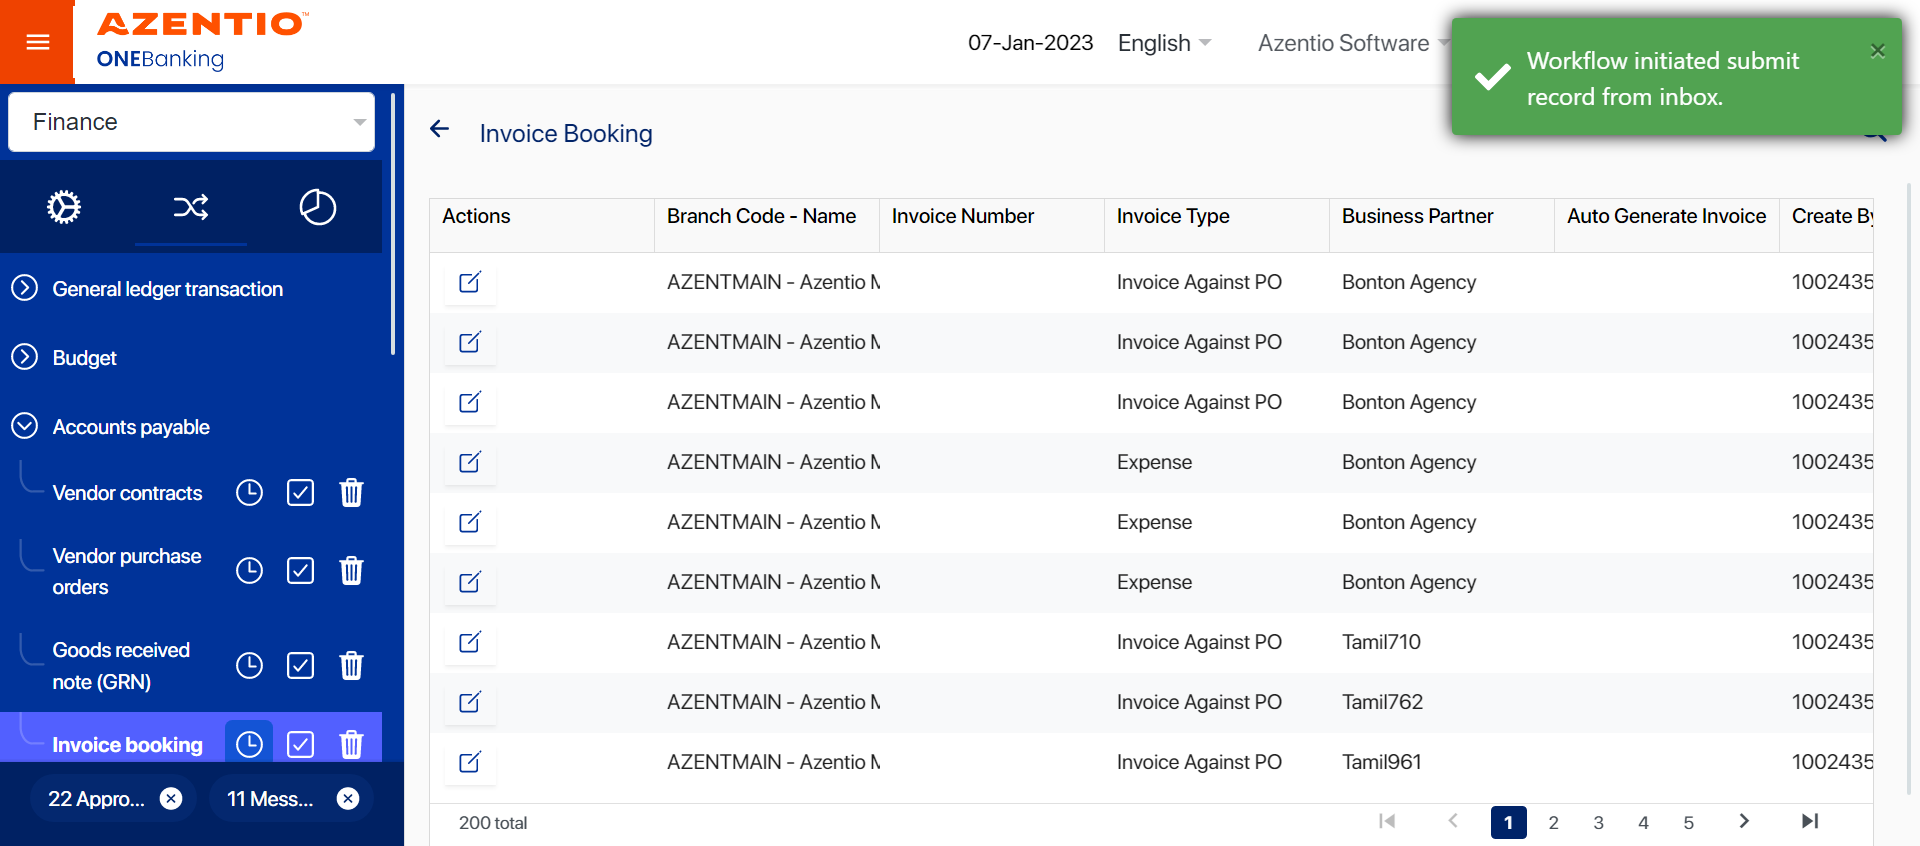 AZENTIO™
ONEBanking
07-Jan-2023
English
Azentio Software
Workflow initiated submit
record from inbox.
×
Finance
General ledger transaction
Budget
Accounts payable
Vendor contracts
Vendor purchase
orders
Goods received
note (GRN)
Invoice booking
22 Appro...
11 Mess...
Invoice Booking
Actions Branch Code - Name Invoice Number Invoice Type Business Partner Auto Generate Invoice Create By
AZENTMAIN - Azentio M Invoice Against PO Bonton Agency 1002435
AZENTMAIN - Azentio M Invoice Against PO Bonton Agency 1002435
AZENTMAIN - Azentio M Invoice Against PO Bonton Agency 1002435
AZENTMAIN - Azentio M Expense Bonton Agency 1002435
AZENTMAIN - Azentio M Expense Bonton Agency 1002435
AZENTMAIN - Azentio M Expense Bonton Agency 1002435
AZENTMAIN - Azentio M Invoice Against PO Tamil710 1002435
AZENTMAIN - Azentio M Invoice Against PO Tamil762 1002435
AZENTMAIN - Azentio M Invoice Against PO Tamil961 1002435
200 total 1 2 3 4 5